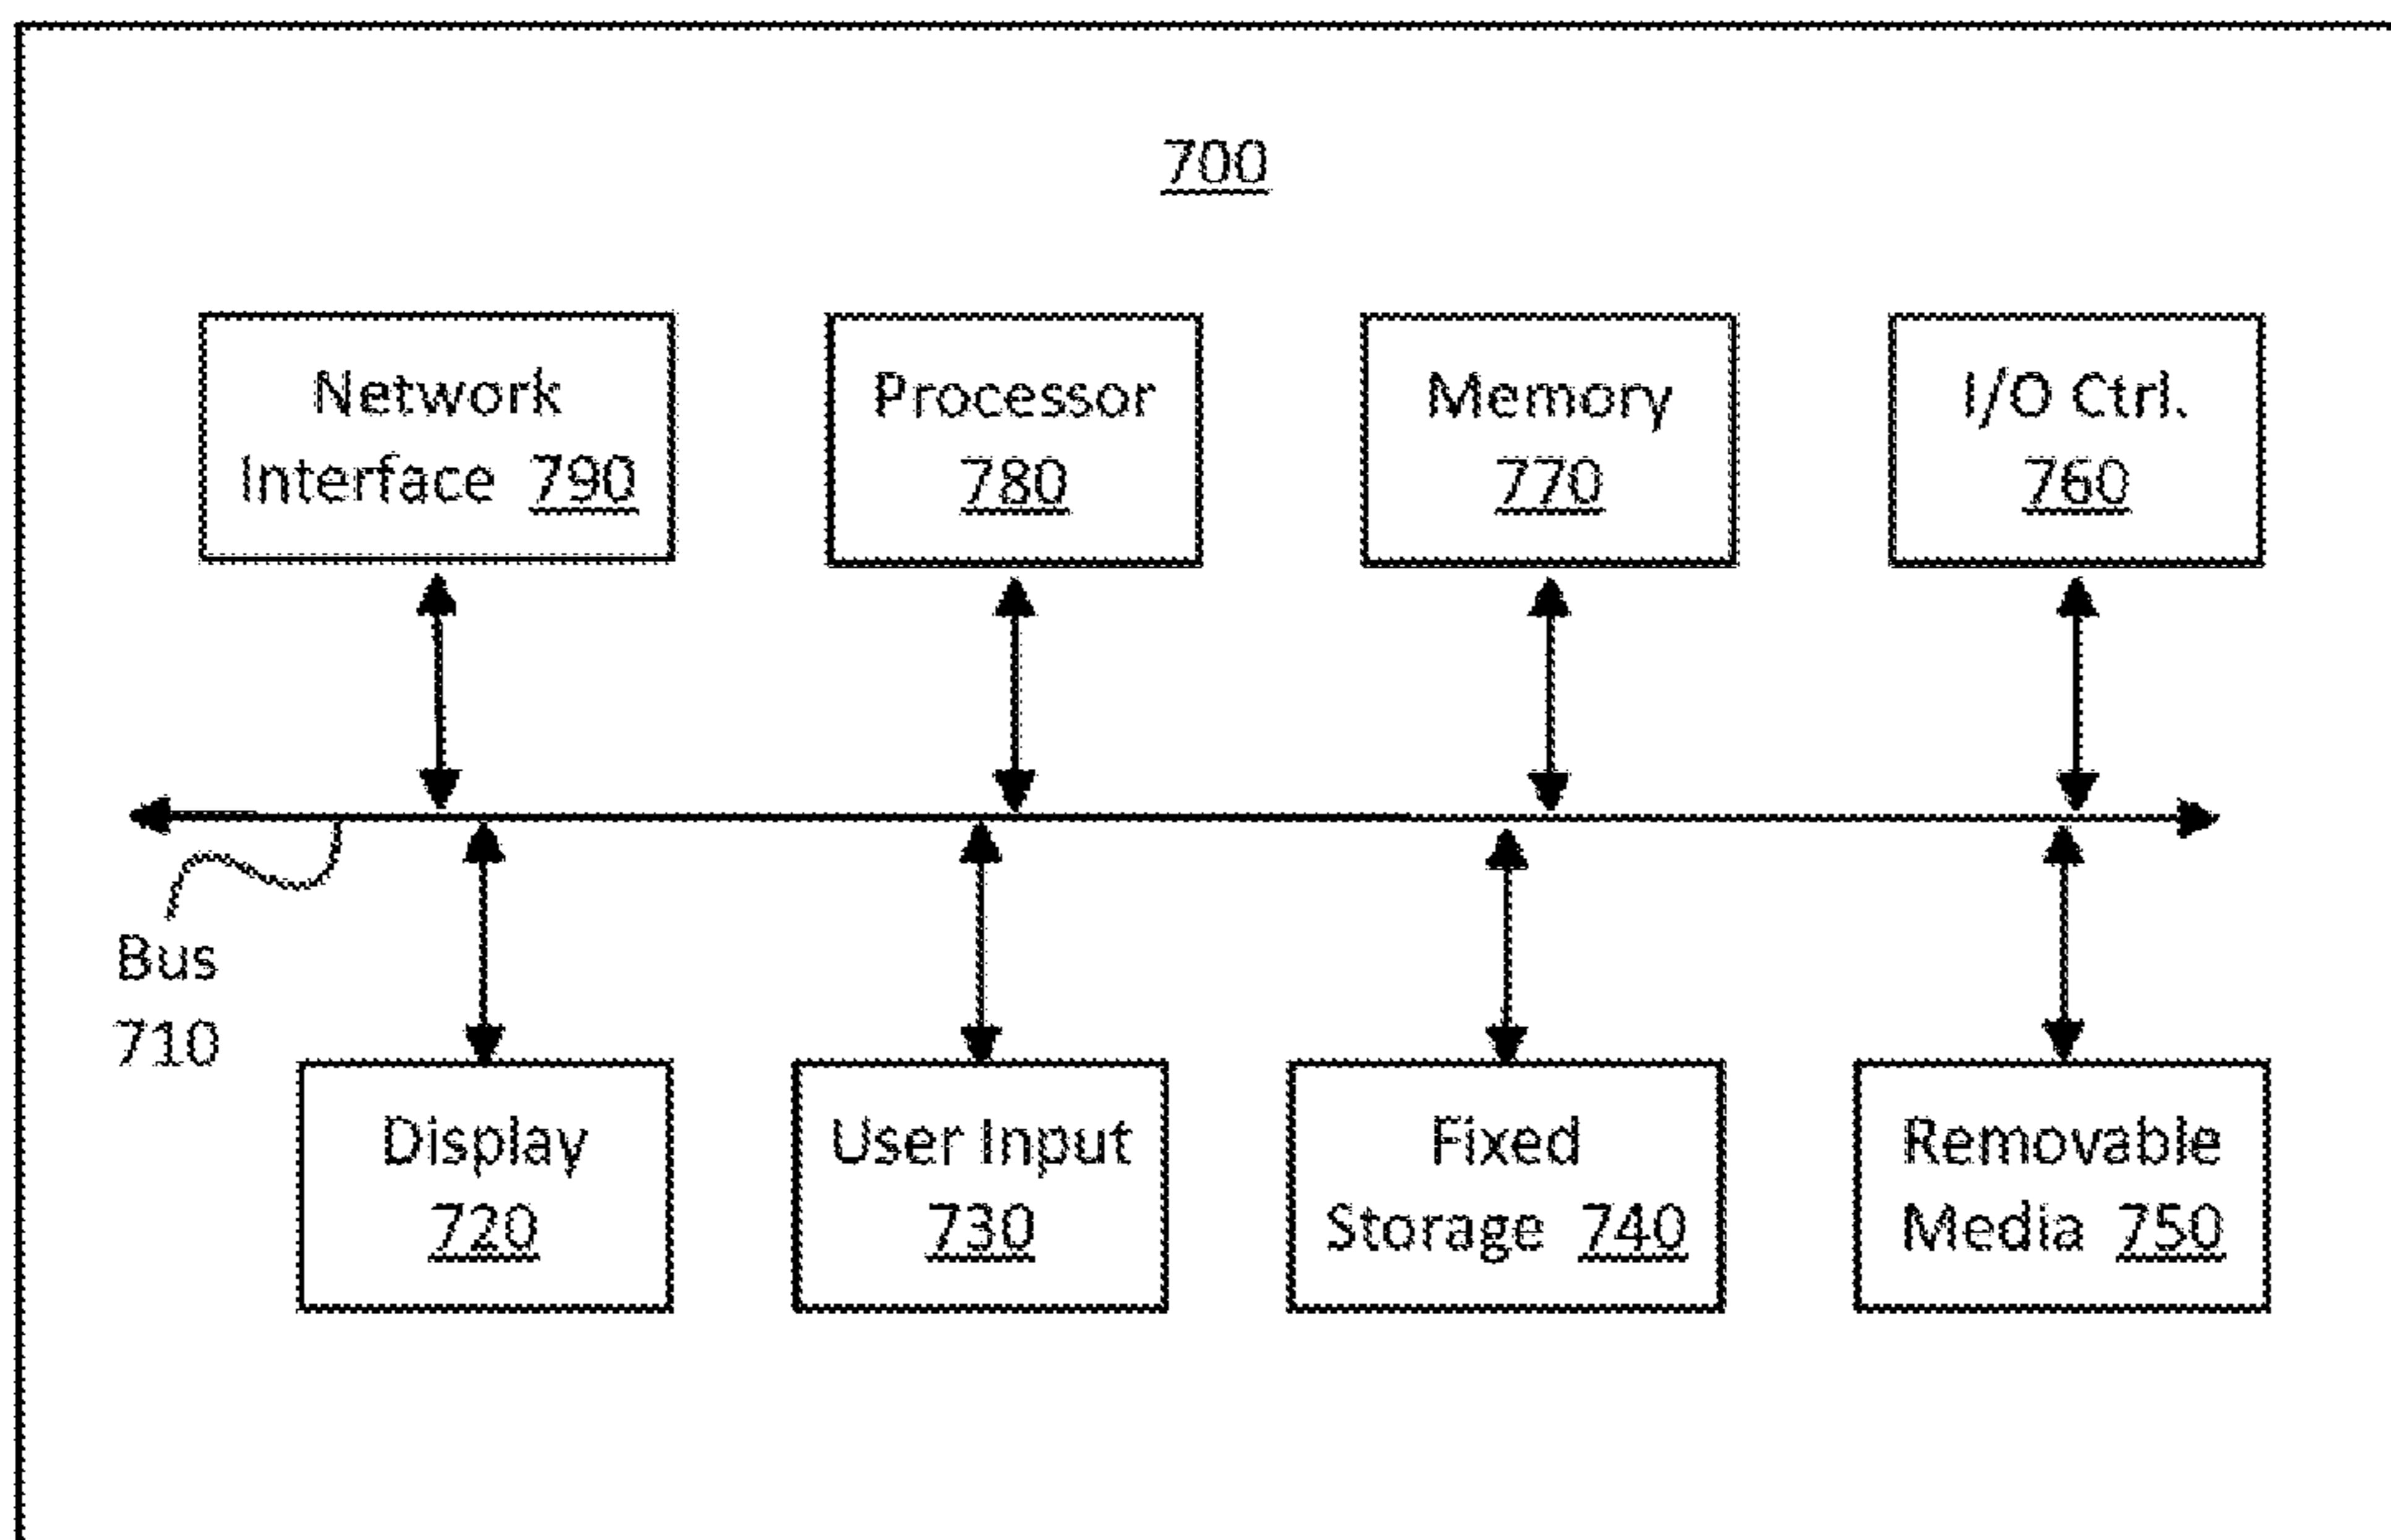 700
Network
Interface 790
Processor
780
Memory
770
I/O Ctrl.
760
Bus
710
Display
720
User Input
730
Fixed
Storage 740
Removable
Media 750